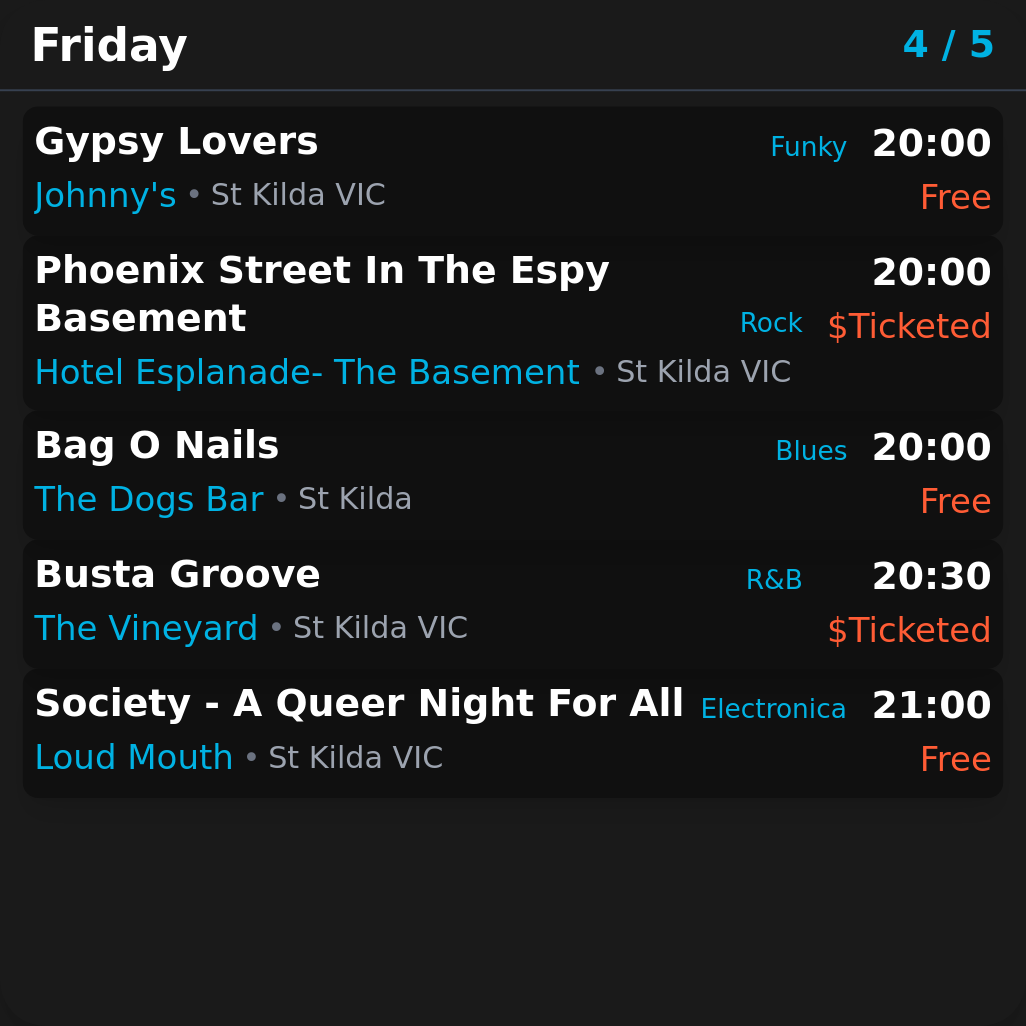 Friday 4 / 5
Gypsy Lovers Funky 20:00
Johnny's • St Kilda VIC Free
Phoenix Street In The Espy 20:00
Basement Rock $Ticketed
Hotel Esplanade- The Basement • St Kilda VIC
Bag O Nails Blues 20:00
The Dogs Bar • St Kilda Free
Busta Groove R&B 20:30
The Vineyard • St Kilda VIC $Ticketed
Society - A Queer Night For All Electronica 21:00
Loud Mouth • St Kilda VIC Free